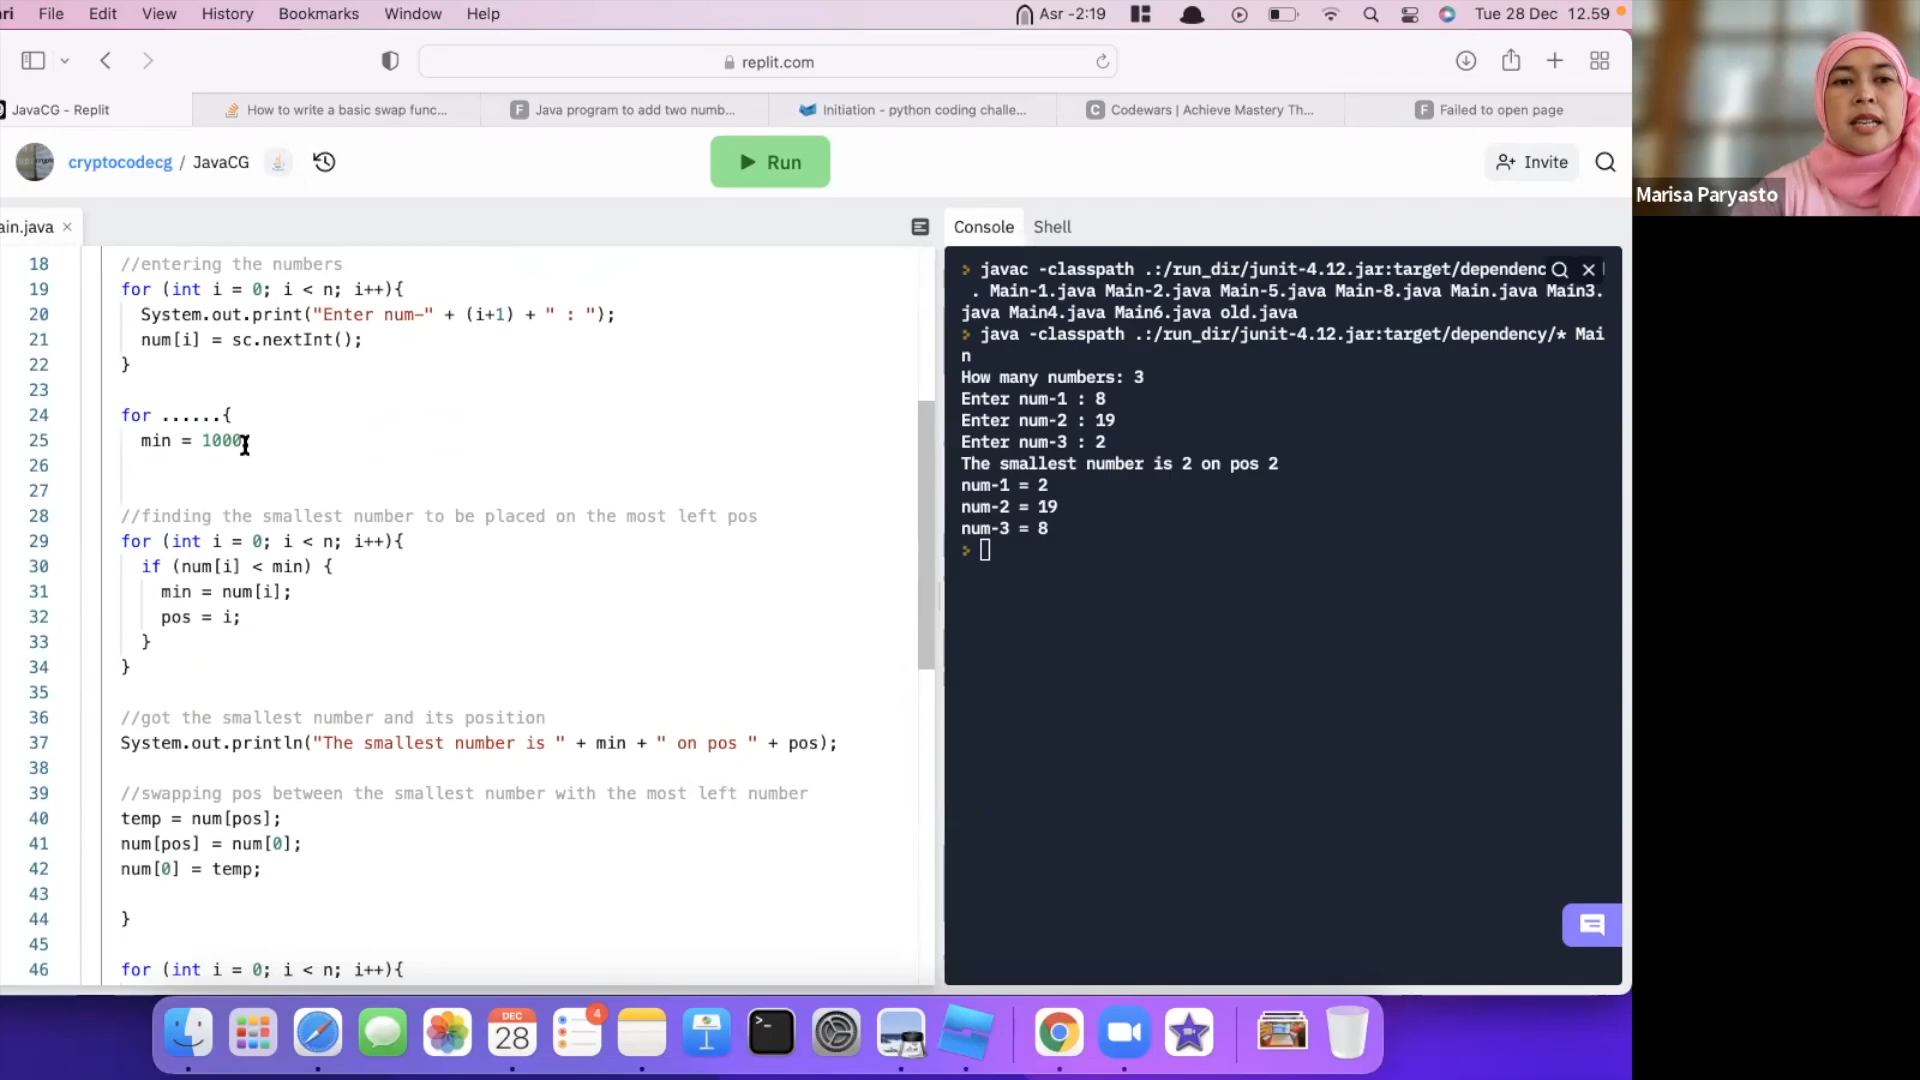 ri File Edit View History Bookmarks Window Help Asr -2:19 Tue 28 Dec 12.59
replit.com
JavaCG - Replit How to write a basic swap func... Java program to add two numb... Initiation - python coding challe... Codewars | Achieve Mastery Th... Failed to open page
cryptocodecg / JavaCG Run Invite
Marisa Paryasto
ain.java × Console Shell
18 //entering the numbers
19 for (int i = 0; i < n; i++){
20 System.out.print("Enter num-" + (i+1) + " : ");
21 num[i] = sc.nextInt();
22 }
23
24 for ......{
25 min = 1000
26
27
28 //finding the smallest number to be placed on the most left pos
29 for (int i = 0; i < n; i++){
30 if (num[i] < min) {
31 min = num[i];
32 pos = i;
33 }
34 }
35
36 //got the smallest number and its position
37 System.out.println("The smallest number is " + min + " on pos " + pos);
38
39 //swapping pos between the smallest number with the most left number
40 temp = num[pos];
41 num[pos] = num[0];
42 num[0] = temp;
43
44 }
45
46 for (int i = 0; i < n; i++){
> javac -classpath .:/run_dir/junit-4.12.jar:target/dependenc
. Main-1.java Main-2.java Main-5.java Main-8.java Main.java Main3.
java Main4.java Main6.java old.java
> java -classpath .:/run_dir/junit-4.12.jar:target/dependency/* Mai
n
How many numbers: 3
Enter num-1 : 8
Enter num-2 : 19
Enter num-3 : 2
The smallest number is 2 on pos 2
num-1 = 2
num-2 = 19
num-3 = 8
>
DEC
28
4